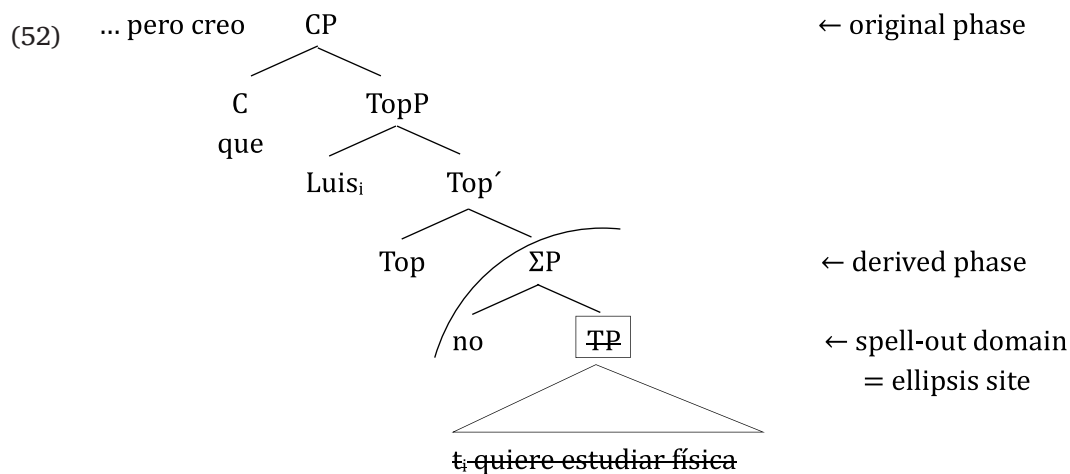 (52) ... pero creo CP ← original phase
C TopP
que
Luisᵢ Top´
Top ΣP ← derived phase
no TP ← spell-out domain
= ellipsis site
tᵢ quiere estudiar física